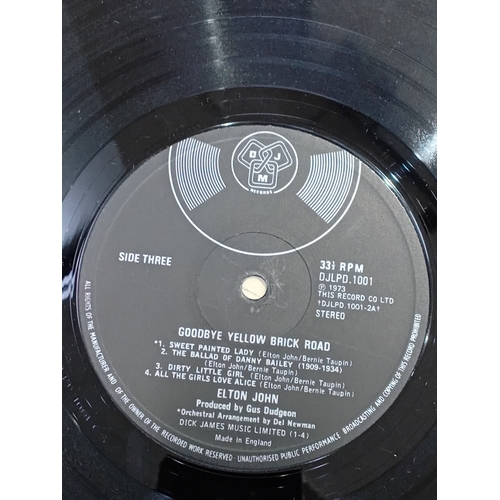 D J M
RECORDS
SIDE THREE
33⅓ RPM
DJLPD.1001
Ⓟ 1973
THIS RECORD CO LTD
†DJLPD.1001-2A†
STEREO
GOODBYE YELLOW BRICK ROAD
*1. SWEET PAINTED LADY (Elton John/Bernie Taupin)
2. THE BALLAD OF DANNY BAILEY (1909-1934)
(Elton John/Bernie Taupin)
3. DIRTY LITTLE GIRL (Elton John/Bernie Taupin)
4. ALL THE GIRLS LOVE ALICE (Elton John/Bernie Taupin)
ELTON JOHN
Produced by Gus Dudgeon
*Orchestral Arrangement by Del Newman
DICK JAMES MUSIC LIMITED (1-4)
Made in England
ALL RIGHTS OF THE MANUFACTURER AND OF THE OWNER OF THE RECORDED WORK RESERVED - UNAUTHORISED PUBLIC PERFORMANCE BROADCASTING AND COPYING OF THIS RECORD PROHIBITED